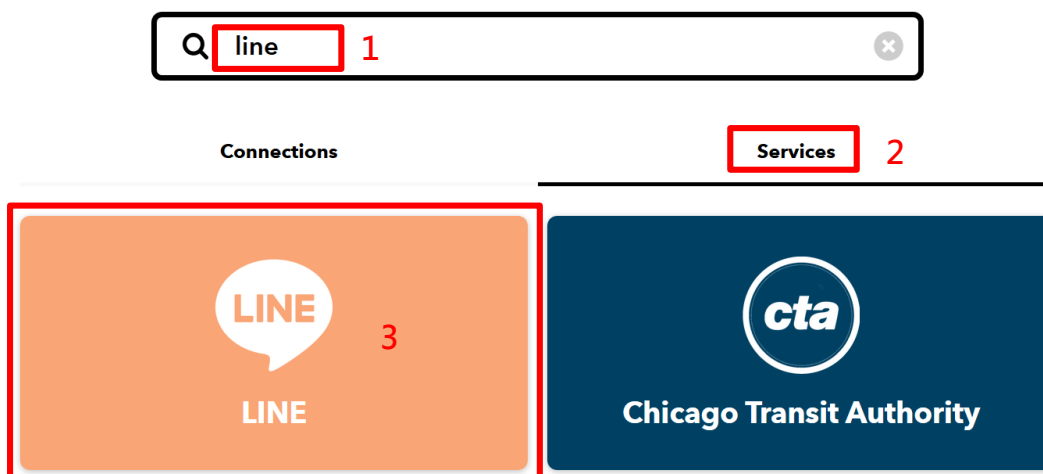 line 1
Connections
Services 2
LINE
3
LINE
cta
Chicago Transit Authority